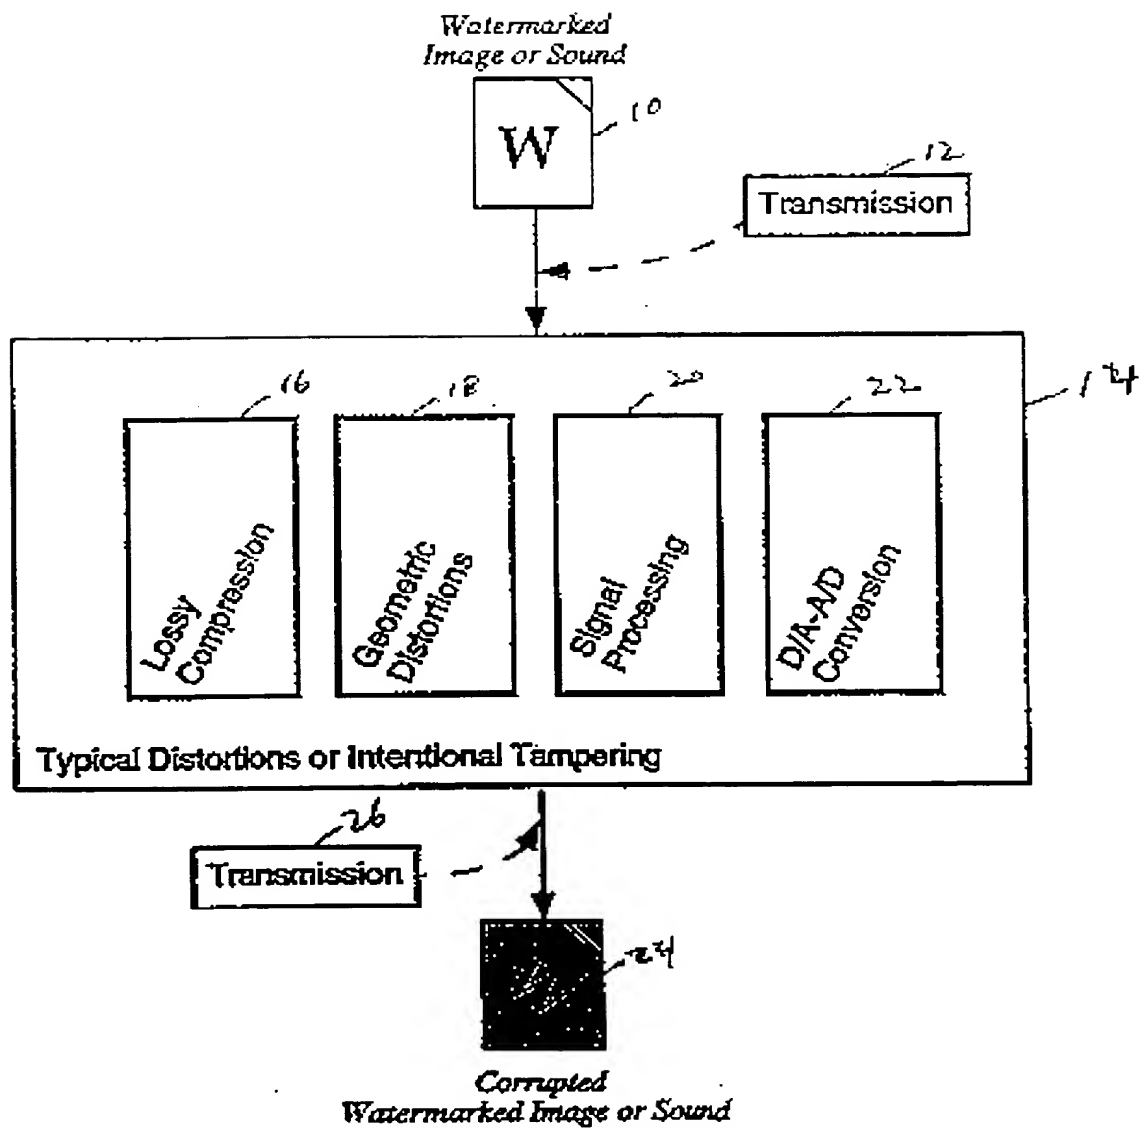 Watermarked
Image or Sound
10
W
12
Transmission
14
16
18
20
22
Lossy
Compression
Geometric
Distortions
Signal
Processing
D/A-A/D
Conversion
Typical Distortions or Intentional Tampering
26
Transmission
24
Corrupted
Watermarked Image or Sound